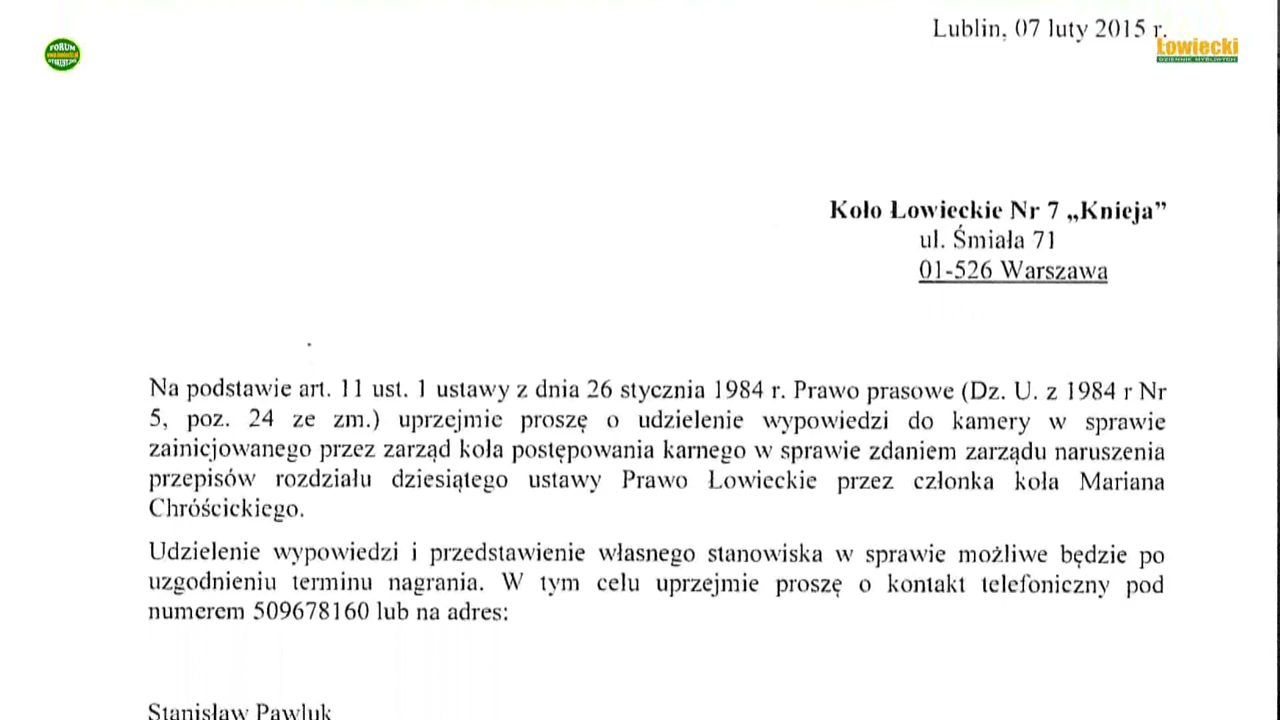 Lublin, 07 luty 2015 r.
FORUM
Łowiecki
DZIENNIK MYŚLIWYCH
Koło Łowieckie Nr 7 „Knieja”
ul. Śmiała 71
01-526 Warszawa
Na podstawie art. 11 ust. 1 ustawy z dnia 26 stycznia 1984 r. Prawo prasowe (Dz. U. z 1984 r Nr
5, poz. 24 ze zm.) uprzejmie proszę o udzielenie wypowiedzi do kamery w sprawie
zainicjowanego przez zarząd koła postępowania karnego w sprawie zdaniem zarządu naruszenia
przepisów rozdziału dziesiątego ustawy Prawo Łowieckie przez członka koła Mariana
Chróścickiego.
Udzielenie wypowiedzi i przedstawienie własnego stanowiska w sprawie możliwe będzie po
uzgodnieniu terminu nagrania. W tym celu uprzejmie proszę o kontakt telefoniczny pod
numerem 509678160 lub na adres:
Stanisław Pawluk